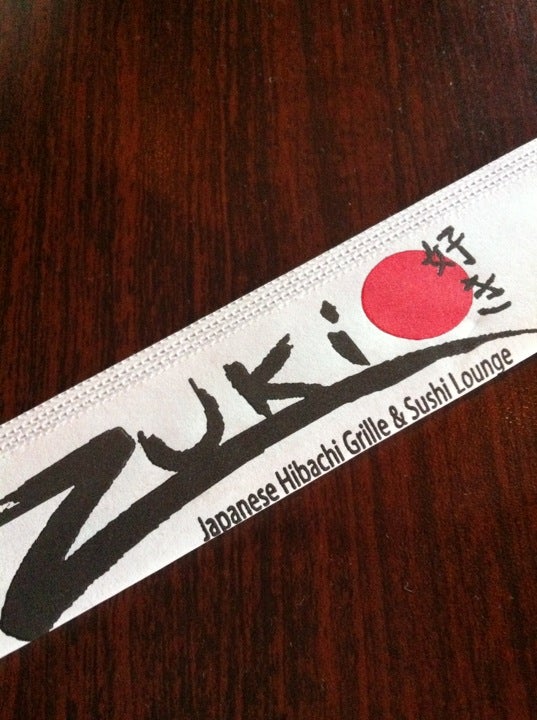 ZUKI
好き
Japanese Hibachi Grille & Sushi Lounge